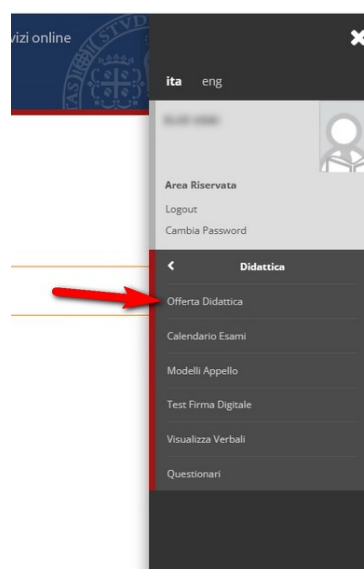 vizi online
ita eng
Area Riservata
Logout
Cambia Password
Didattica
Offerta Didattica
Calendario Esami
Modelli Appello
Test Firma Digitale
Visualizza Verbali
Questionari